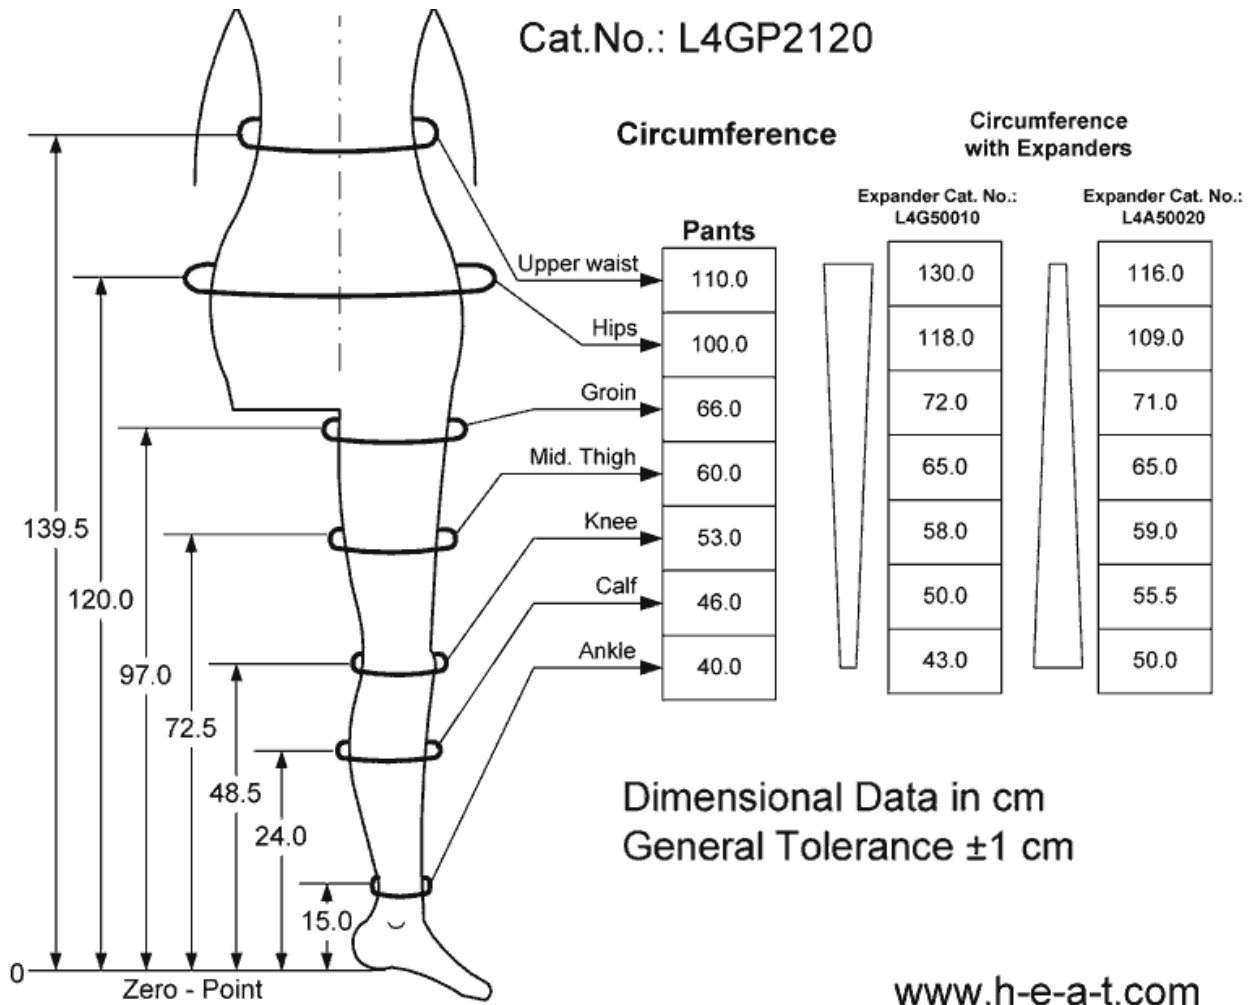 Cat.No.: L4GP2120
Circumference
Circumference
with Expanders
Expander Cat. No.:
L4G50010
Expander Cat. No.:
L4A50020
Pants
Upper waist 110.0 130.0 116.0
Hips 100.0 118.0 109.0
Groin 66.0 72.0 71.0
Mid. Thigh 60.0 65.0 65.0
Knee 53.0 58.0 59.0
Calf 46.0 50.0 55.5
Ankle 40.0 43.0 50.0
139.5
120.0
97.0
72.5
48.5
24.0
15.0
Dimensional Data in cm
General Tolerance ±1 cm
0
Zero - Point
www.h-e-a-t.com